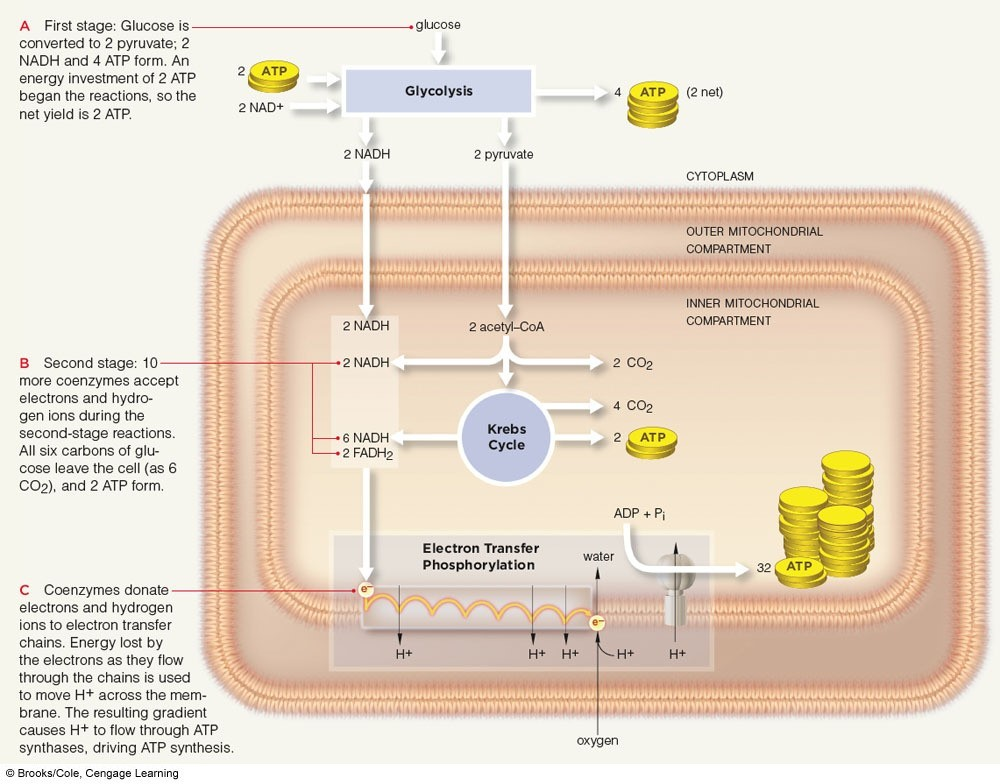 A First stage: Glucose is
converted to 2 pyruvate; 2
NADH and 4 ATP form. An
energy investment of 2 ATP
began the reactions, so the
net yield is 2 ATP.
glucose
2 ATP
2 NAD+
Glycolysis
4 ATP (2 net)
2 NADH
2 pyruvate
CYTOPLASM
OUTER MITOCHONDRIAL
COMPARTMENT
INNER MITOCHONDRIAL
COMPARTMENT
2 NADH
2 acetyl–CoA
B Second stage: 10
more coenzymes accept
electrons and hydro-
gen ions during the
second-stage reactions.
All six carbons of glu-
cose leave the cell (as 6
CO2), and 2 ATP form.
2 NADH
2 CO2
4 CO2
Krebs
Cycle
6 NADH
2 FADH2
2 ATP
ADP + Pi
Electron Transfer
Phosphorylation
water
32 ATP
C Coenzymes donate
electrons and hydrogen
ions to electron transfer
chains. Energy lost by
the electrons as they flow
through the chains is used
to move H+ across the mem-
brane. The resulting gradient
causes H+ to flow through ATP
synthases, driving ATP synthesis.
e–
e–
H+ H+ H+ H+ H+
oxygen
© Brooks/Cole, Cengage Learning